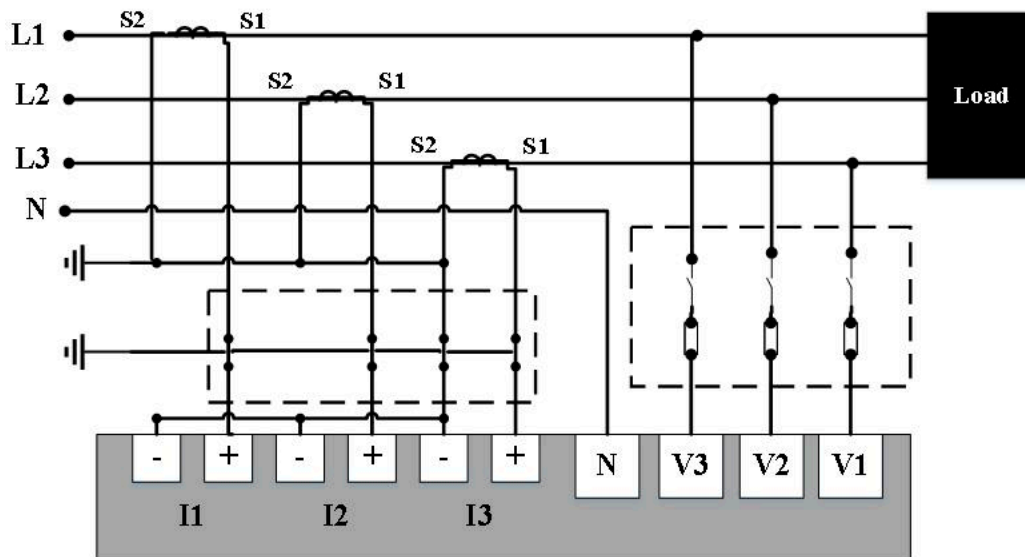 S2 S1
L1
S2 S1
L2 Load
S2 S1
L3
N
- + - + - + N V3 V2 V1
I1 I2 I3